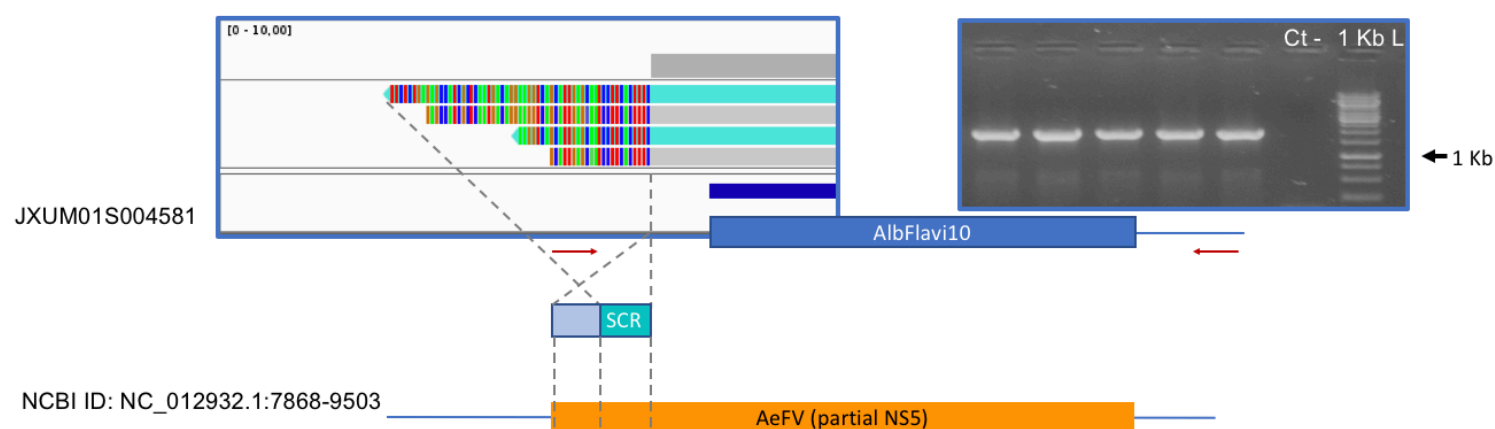 [0 - 10,00]
Ct - 1 Kb L
1 Kb
JXUM01S004581
AlbFlavi10
SCR
NCBI ID: NC_012932.1:7868-9503
AeFV (partial NS5)